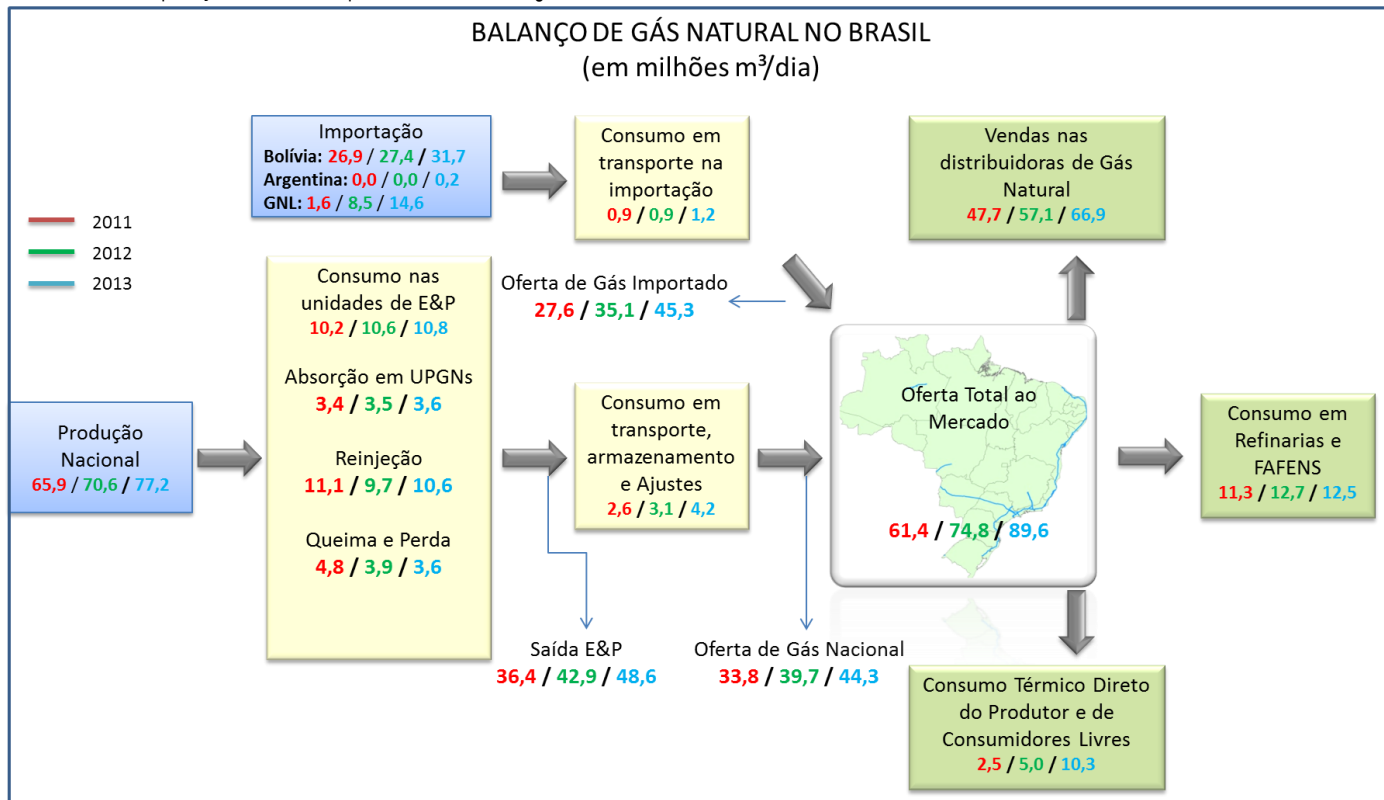 BALANÇO DE GÁS NATURAL NO BRASIL
(em milhões m³/dia)
Importação
Bolívia: 26,9 / 27,4 / 31,7
Argentina: 0,0 / 0,0 / 0,2
GNL: 1,6 / 8,5 / 14,6
Consumo em
transporte na
importação
0,9 / 0,9 / 1,2
Vendas nas
distribuidoras de Gás
Natural
47,7 / 57,1 / 66,9
2011
2012
2013
Consumo nas
unidades de E&P
10,2 / 10,6 / 10,8
Absorção em UPGNs
3,4 / 3,5 / 3,6
Reinjeção
11,1 / 9,7 / 10,6
Queima e Perda
4,8 / 3,9 / 3,6
Oferta de Gás Importado
27,6 / 35,1 / 45,3
Produção
Nacional
65,9 / 70,6 / 77,2
Consumo em
transporte,
armazenamento
e Ajustes
2,6 / 3,1 / 4,2
Oferta Total ao
Mercado
61,4 / 74,8 / 89,6
Consumo em
Refinarias e
FAFENS
11,3 / 12,7 / 12,5
Saída E&P
36,4 / 42,9 / 48,6
Oferta de Gás Nacional
33,8 / 39,7 / 44,3
Consumo Térmico Direto
do Produtor e de
Consumidores Livres
2,5 / 5,0 / 10,3